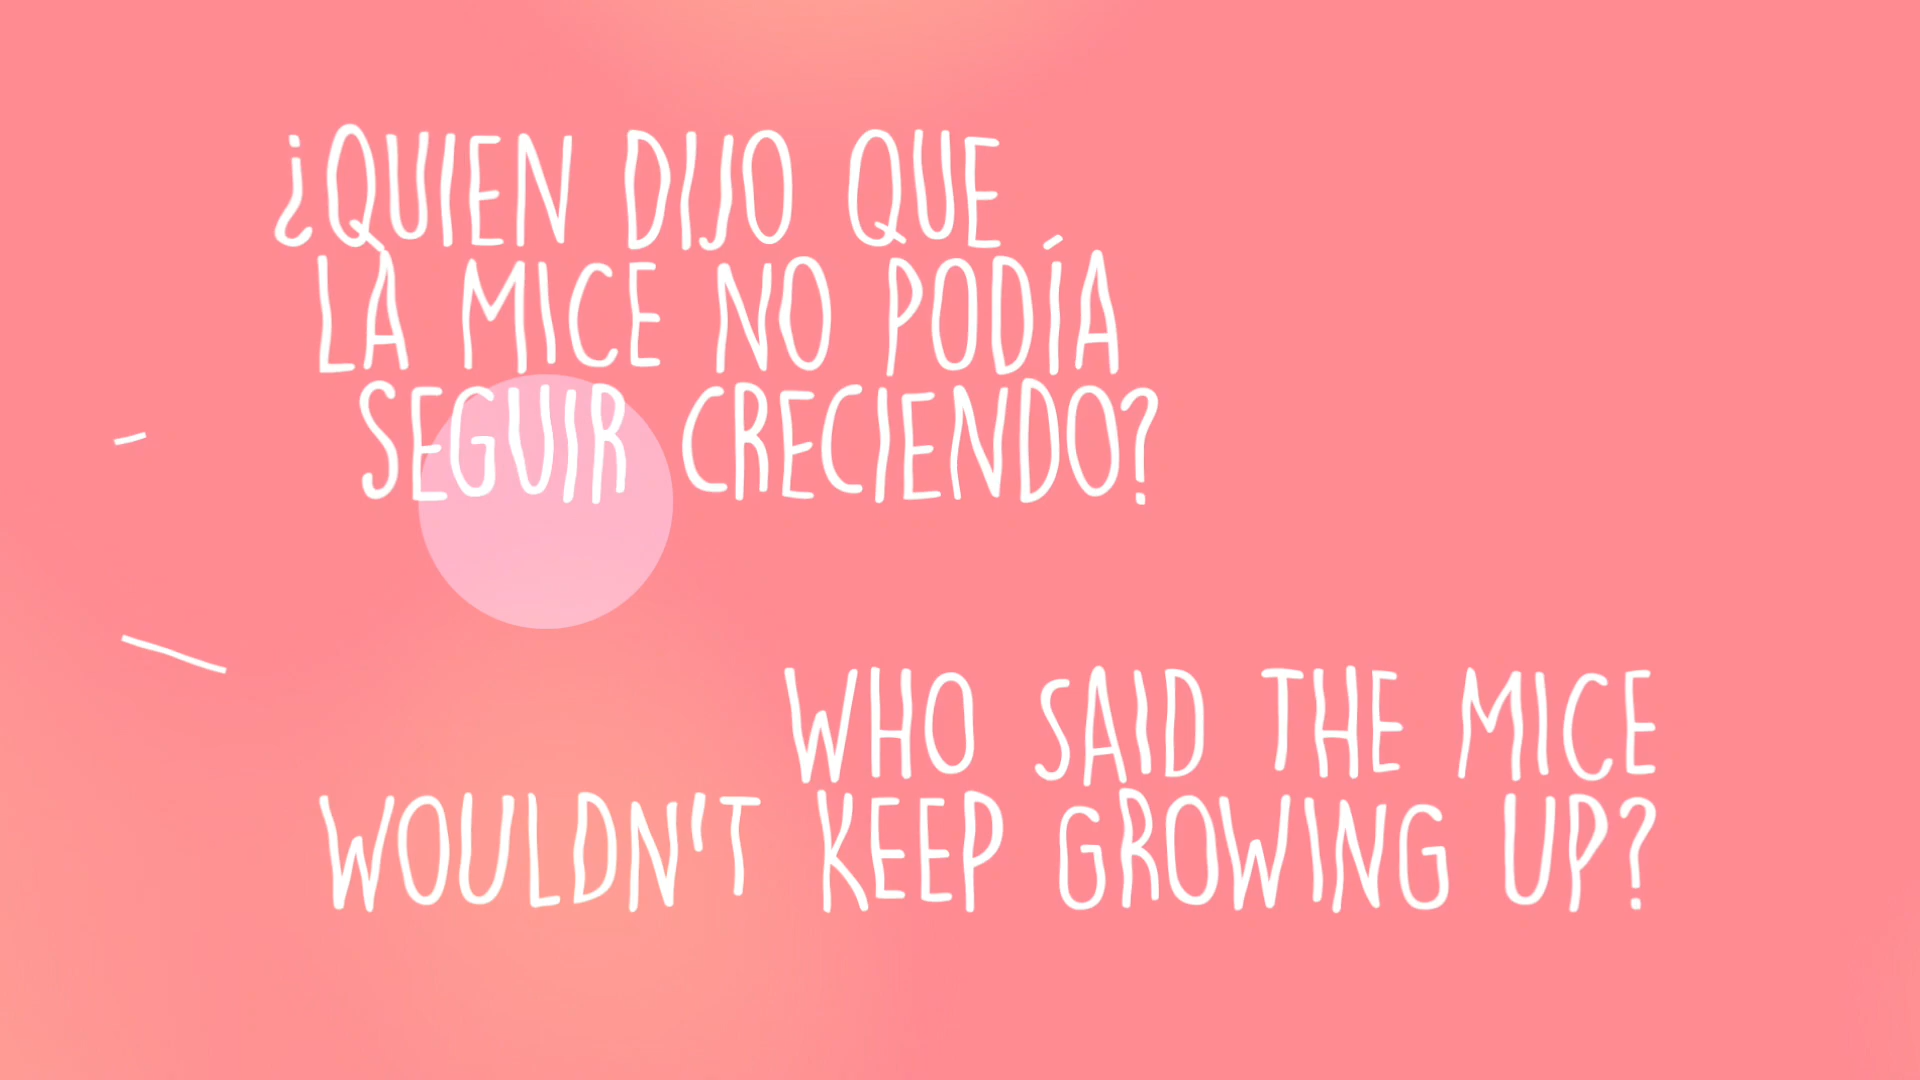 ¿QUIEN DIJO QUE
LA MICE NO PODÍA
SEGUIR CRECIENDO?
WHO SAID THE MICE
WOULDN'T KEEP GROWING UP?